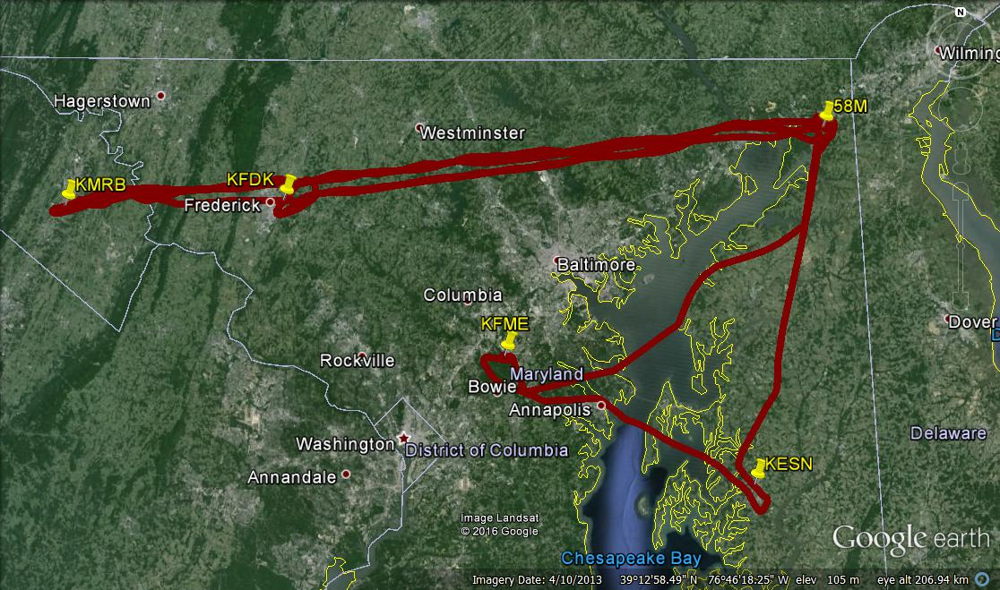 N
Wilming
Hagerstown
58M
Westminster
KMRB
KFDK
Frederick
Baltimore
Columbia
KFME
Dover
D
Rockville
Maryland
Bowie
Annapolis
Delaware
Washington
District of Columbia
KESN
Annandale
Image Landsat
© 2016 Google
Google earth
Chesapeake Bay
Imagery Date: 4/10/2013 39°12'58.49" N 76°46'18.25" W elev 105 m eye alt 206.94 km